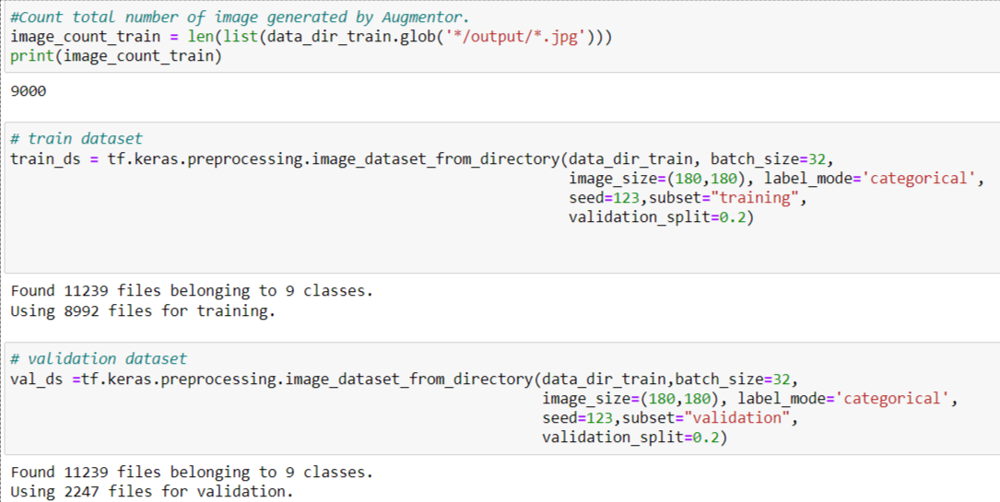 #Count total number of image generated by Augmentor.
image_count_train = len(list(data_dir_train.glob('*/output/*.jpg')))
print(image_count_train)
9000
# train dataset
train_ds = tf.keras.preprocessing.image_dataset_from_directory(data_dir_train, batch_size=32,
image_size=(180,180), label_mode='categorical',
seed=123,subset="training",
validation_split=0.2)
Found 11239 files belonging to 9 classes.
Using 8992 files for training.
# validation dataset
val_ds =tf.keras.preprocessing.image_dataset_from_directory(data_dir_train,batch_size=32,
image_size=(180,180), label_mode='categorical',
seed=123,subset="validation",
validation_split=0.2)
Found 11239 files belonging to 9 classes.
Using 2247 files for validation.